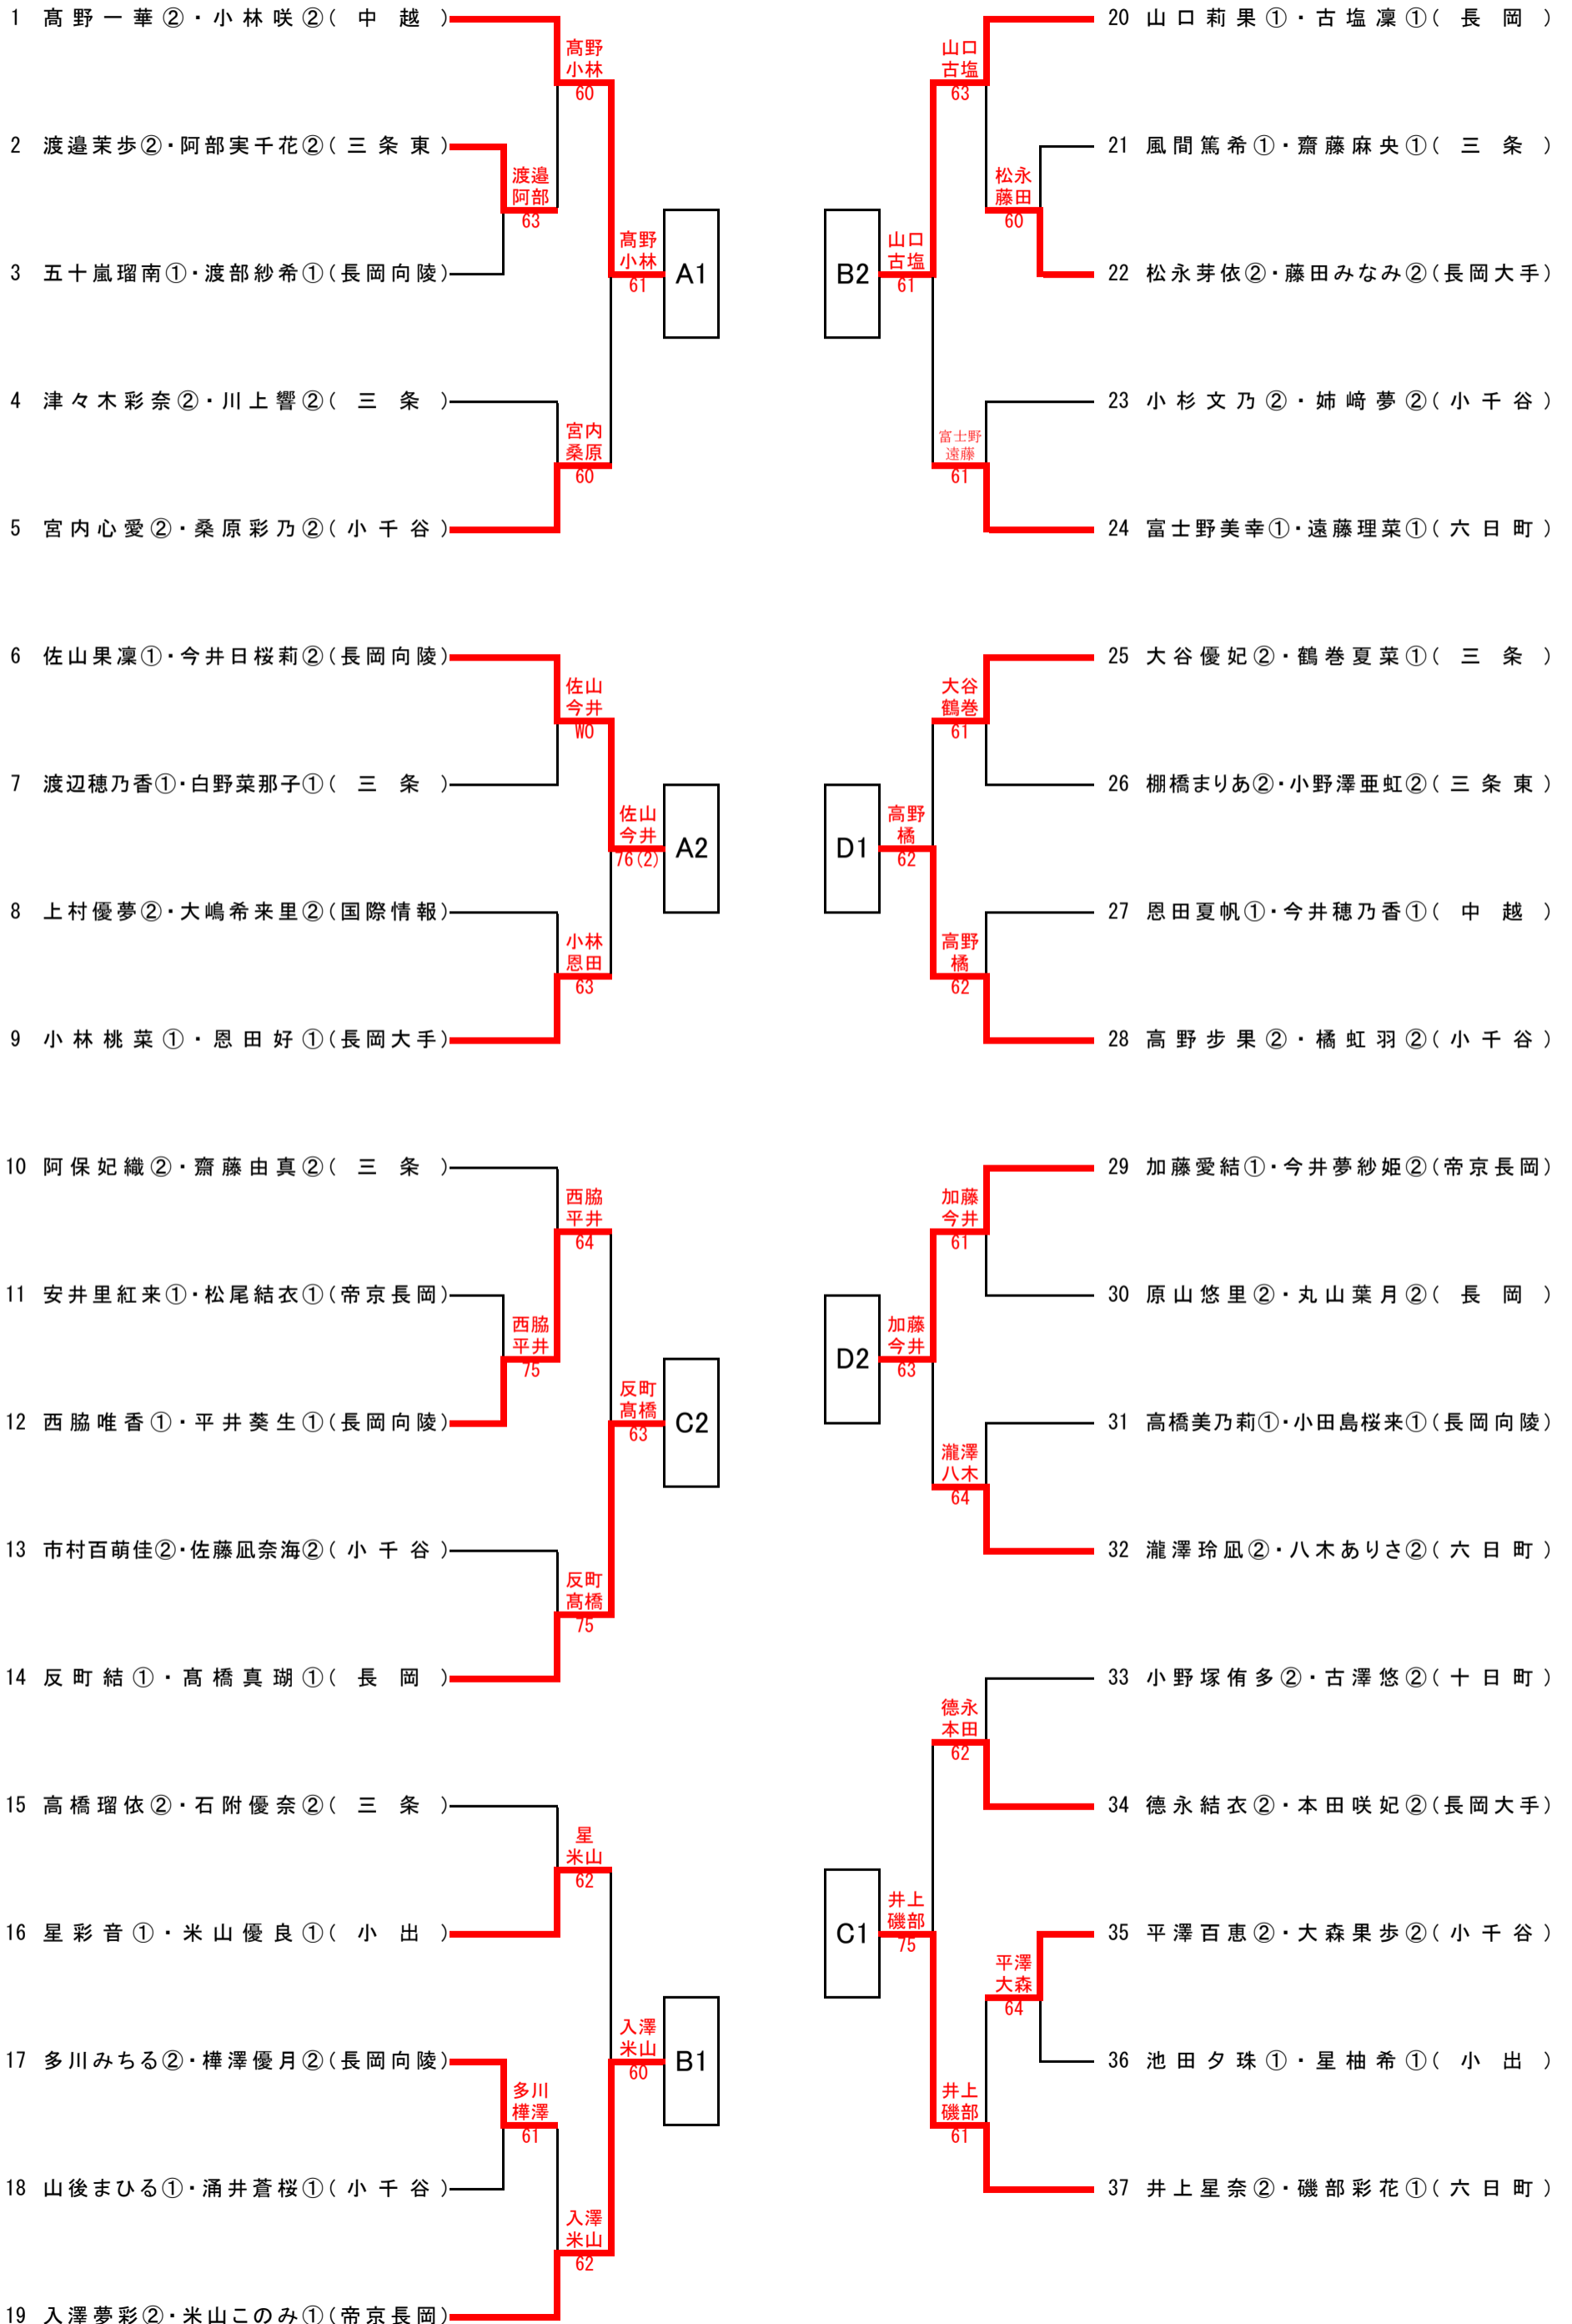 1 髙野一華②・小林咲②( 中 越 )
髙野
小林
60
2 渡邉茉歩②・阿部実千花②( 三 条 東 )
渡邉
阿部
63
3 五十嵐瑠南①・渡部紗希①(長岡向陵)
髙野
小林
61
A1
4 津々木彩奈②・川上響②( 三 条 )
宮内
桑原
60
5 宮内心愛②・桑原彩乃②( 小 千 谷 )
6 佐山果凜①・今井日桜莉②(長岡向陵)
佐山
今井
WO
7 渡辺穂乃香①・白野菜那子①( 三 条 )
佐山
今井
76(2)
A2
8 上村優夢②・大嶋希来里②(国際情報)
小林
恩田
63
9 小林桃菜①・恩田好①(長岡大手)
10 阿保妃織②・齋藤由真②( 三 条 )
西脇
平井
64
11 安井里紅来①・松尾結衣①(帝京長岡)
西脇
平井
75
12 西脇唯香①・平井葵生①(長岡向陵)
反町
髙橋
63
C2
13 市村百萌佳②・佐藤凪奈海②( 小 千 谷 )
反町
髙橋
75
14 反町結①・髙橋真瑚①( 長 岡 )
15 高橋瑠依②・石附優奈②( 三 条 )
星
米山
62
16 星彩音①・米山優良①( 小 出 )
入澤
米山
60
B1
17 多川みちる②・樺澤優月②(長岡向陵)
多川
樺澤
61
18 山後まひる①・涌井蒼桜①( 小 千 谷 )
入澤
米山
62
19 入澤夢彩②・米山このみ①(帝京長岡)
20 山口莉果①・古塩凜①( 長 岡 )
山口
古塩
63
21 風間篤希①・齋藤麻央①( 三 条 )
松永
藤田
60
22 松永芽依②・藤田みなみ②(長岡大手)
B2
山口
古塩
61
23 小杉文乃②・姉﨑夢②( 小 千 谷 )
富士野
遠藤
61
24 富士野美幸①・遠藤理菜①( 六 日 町 )
25 大谷優妃②・鶴巻夏菜①( 三 条 )
大谷
鶴巻
61
26 棚橋まりあ②・小野澤亜虹②( 三 条 東 )
D1
高野
橘
62
27 恩田夏帆①・今井穂乃香①( 中 越 )
高野
橘
62
28 高野歩果②・橘虹羽②( 小 千 谷 )
29 加藤愛結①・今井夢紗姫②(帝京長岡)
加藤
今井
61
30 原山悠里②・丸山葉月②( 長 岡 )
D2
加藤
今井
63
31 高橋美乃莉①・小田島桜来①(長岡向陵)
瀧澤
八木
64
32 瀧澤玲凪②・八木ありさ②( 六 日 町 )
33 小野塚侑多②・古澤悠②( 十 日 町 )
德永
本田
62
34 德永結衣②・本田咲妃②(長岡大手)
C1
井上
磯部
75
35 平澤百恵②・大森果歩②( 小 千 谷 )
平澤
大森
64
36 池田夕珠①・星柚希①( 小 出 )
井上
磯部
61
37 井上星奈②・磯部彩花①( 六 日 町 )